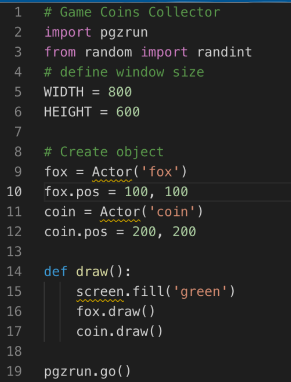 1 # Game Coins Collector
2 import pgzrun
3 from random import randint
4 # define window size
5 WIDTH = 800
6 HEIGHT = 600
7
8 # Create object
9 fox = Actor('fox')
10 fox.pos = 100, 100
11 coin = Actor('coin')
12 coin.pos = 200, 200
13
14 def draw():
15     screen.fill('green')
16     fox.draw()
17     coin.draw()
18
19 pgzrun.go()